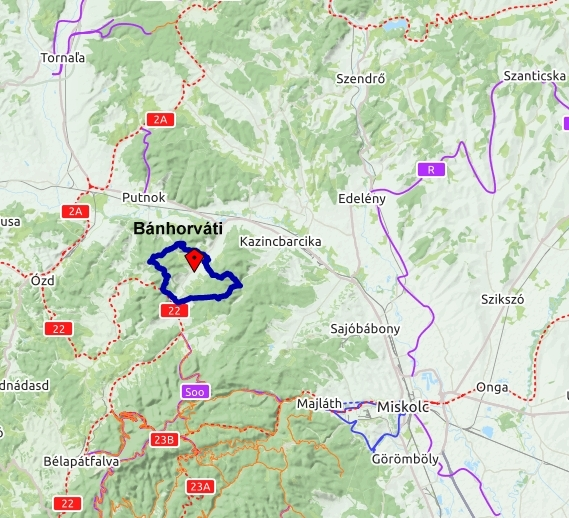 Tornaľa
Szendrő
Szanticska
2A
R
Putnok
Edelény
2A
usa
Bánhorváti
Kazincbarcika
Ózd
22
22
Szikszó
Sajóbábony
dnádasd
Soo
Majláth
Miskolc
Onga
ó
23B
Görömböly
Bélapátfalva
23A
22